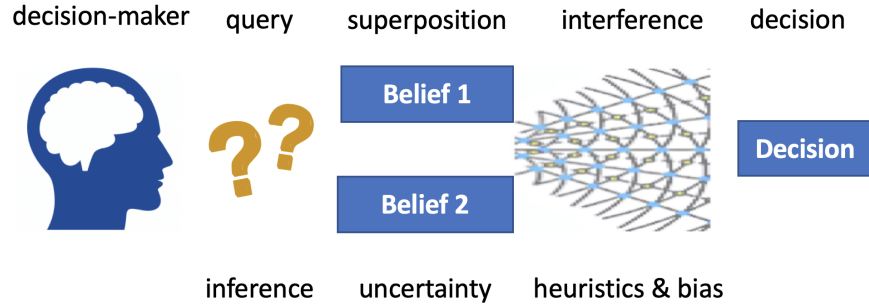 decision-maker query superposition interference decision
Belief 1
? ?
Belief 2
Decision
inference uncertainty heuristics & bias